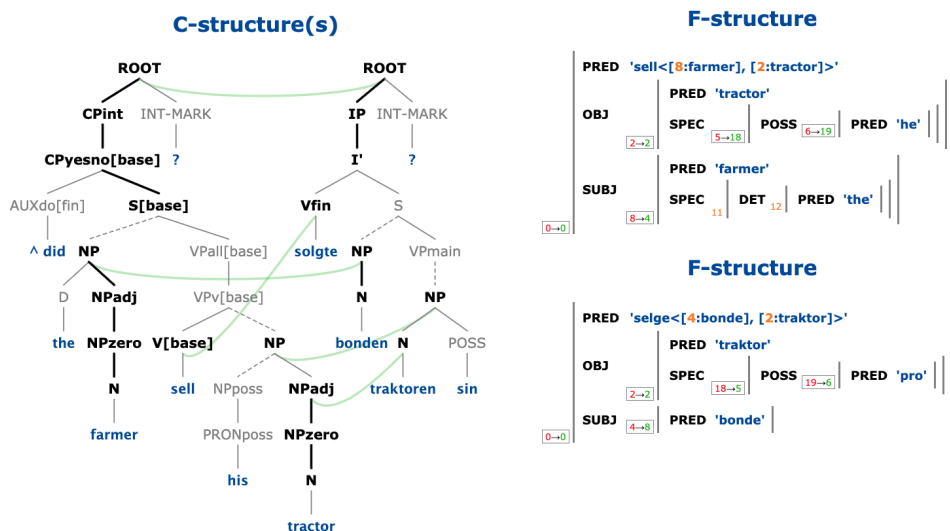 C-structure(s)
ROOT ROOT
CPint INT-MARK IP INT-MARK
CPyesno[base] ? I' ?
AUXdo[fin] S[base] Vfin S
^ did NP VPall[base] solgte NP VPmain
D NPadj VPv[base] N NP
the NPzero V[base] NP bonden N POSS
N sell NPposs NPadj traktoren sin
farmer PRONposs NPzero
his N
tractor
F-structure
PRED 'sell<[8:farmer], [2:tractor]>'
PRED 'tractor'
OBJ
2→2 SPEC 5→18 POSS 6→19 PRED 'he'
PRED 'farmer'
SUBJ
8→4 SPEC 11 DET 12 PRED 'the'
0→0
F-structure
PRED 'selge<[4:bonde], [2:traktor]>'
PRED 'traktor'
OBJ
2→2 SPEC 18→5 POSS 19→6 PRED 'pro'
SUBJ 4→8 PRED 'bonde'
0→0